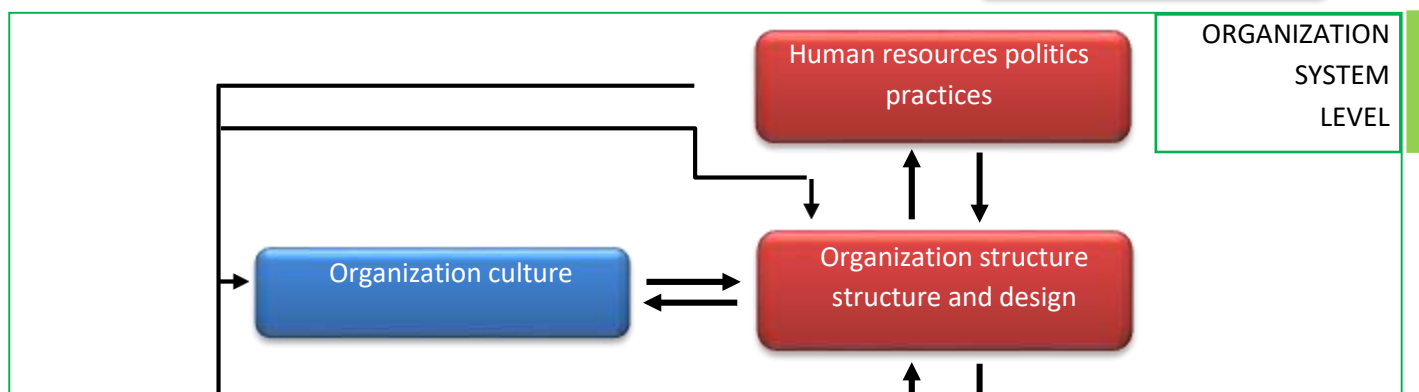 Human resources politics
practices
ORGANIZATION
SYSTEM
LEVEL
Organization culture
Organization structure
structure and design